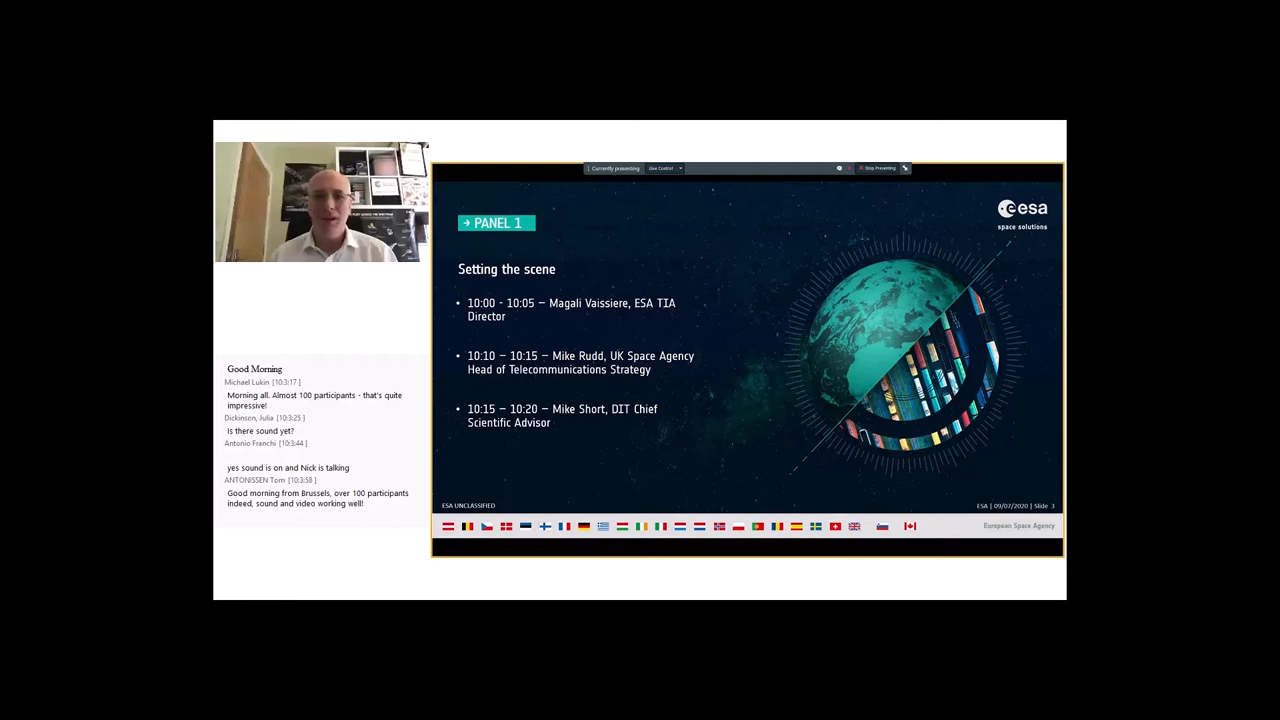 Currently presenting
Give Control
Stop Presenting
→ PANEL 1
esa
space solutions
Setting the scene
• 10:00 - 10:05 – Magali Vaissiere, ESA TIA
Director
• 10:10 – 10:15 – Mike Rudd, UK Space Agency
Head of Telecommunications Strategy
• 10:15 – 10:20 – Mike Short, DIT Chief
Scientific Advisor
ESA UNCLASSIFIED
ESA | 09/07/2020 | Slide 3
European Space Agency
Good Morning
Michael Lukin [10:3:17 ]
Morning all. Almost 100 participants - that's quite
impressive!
Dickinson, Julia [10:3:25 ]
Is there sound yet?
Antonio Franchi [10:3:44 ]
yes sound is on and Nick is talking
ANTONISSEN Tom [10:3:58 ]
Good morning from Brussels, over 100 participants
indeed, sound and video working well!